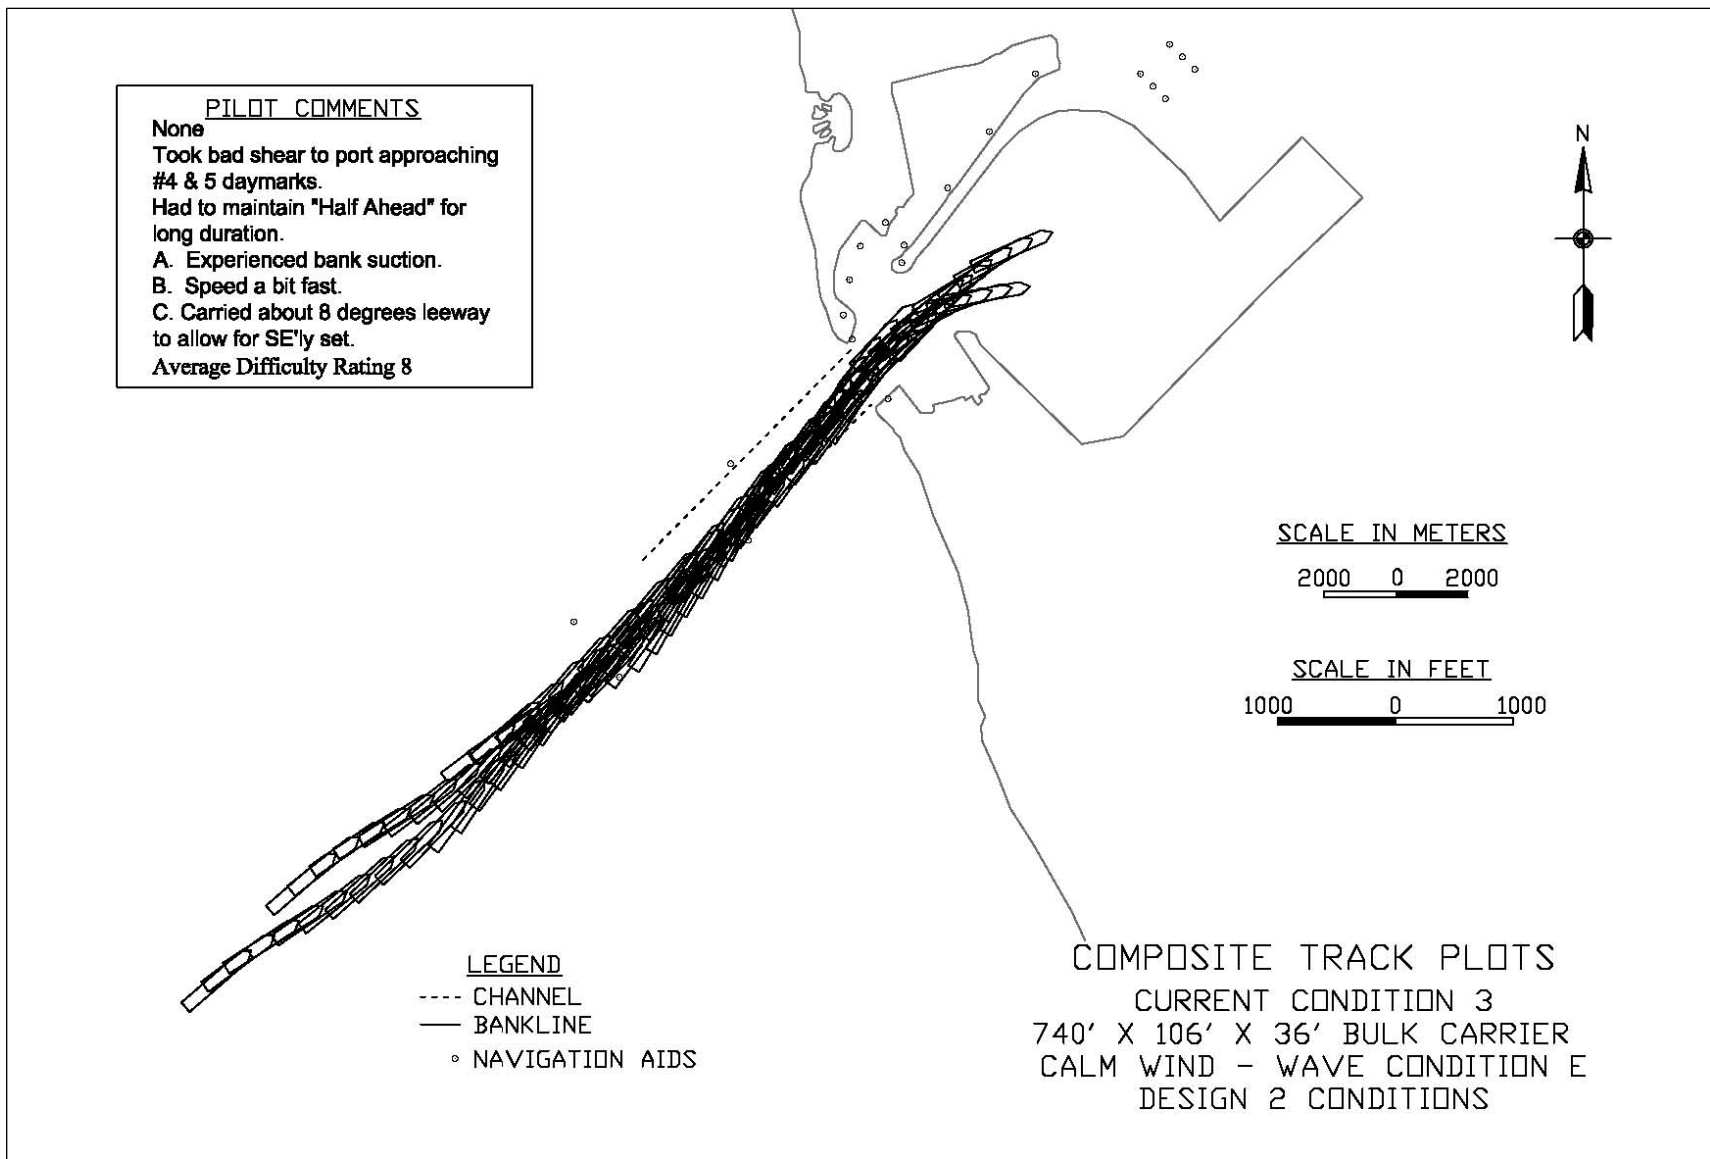 PILOT COMMENTS
None
Took bad shear to port approaching
#4 & 5 daymarks.
Had to maintain "Half Ahead" for
long duration.
A. Experienced bank suction.
B. Speed a bit fast.
C. Carried about 8 degrees leeway
to allow for SE'ly set.
Average Difficulty Rating 8
N
SCALE IN METERS
2000 0 2000
SCALE IN FEET
1000 0 1000
LEGEND
CHANNEL
BANKLINE
NAVIGATION AIDS
COMPOSITE TRACK PLOTS
CURRENT CONDITION 3
740' X 106' X 36' BULK CARRIER
CALM WIND - WAVE CONDITION E
DESIGN 2 CONDITIONS